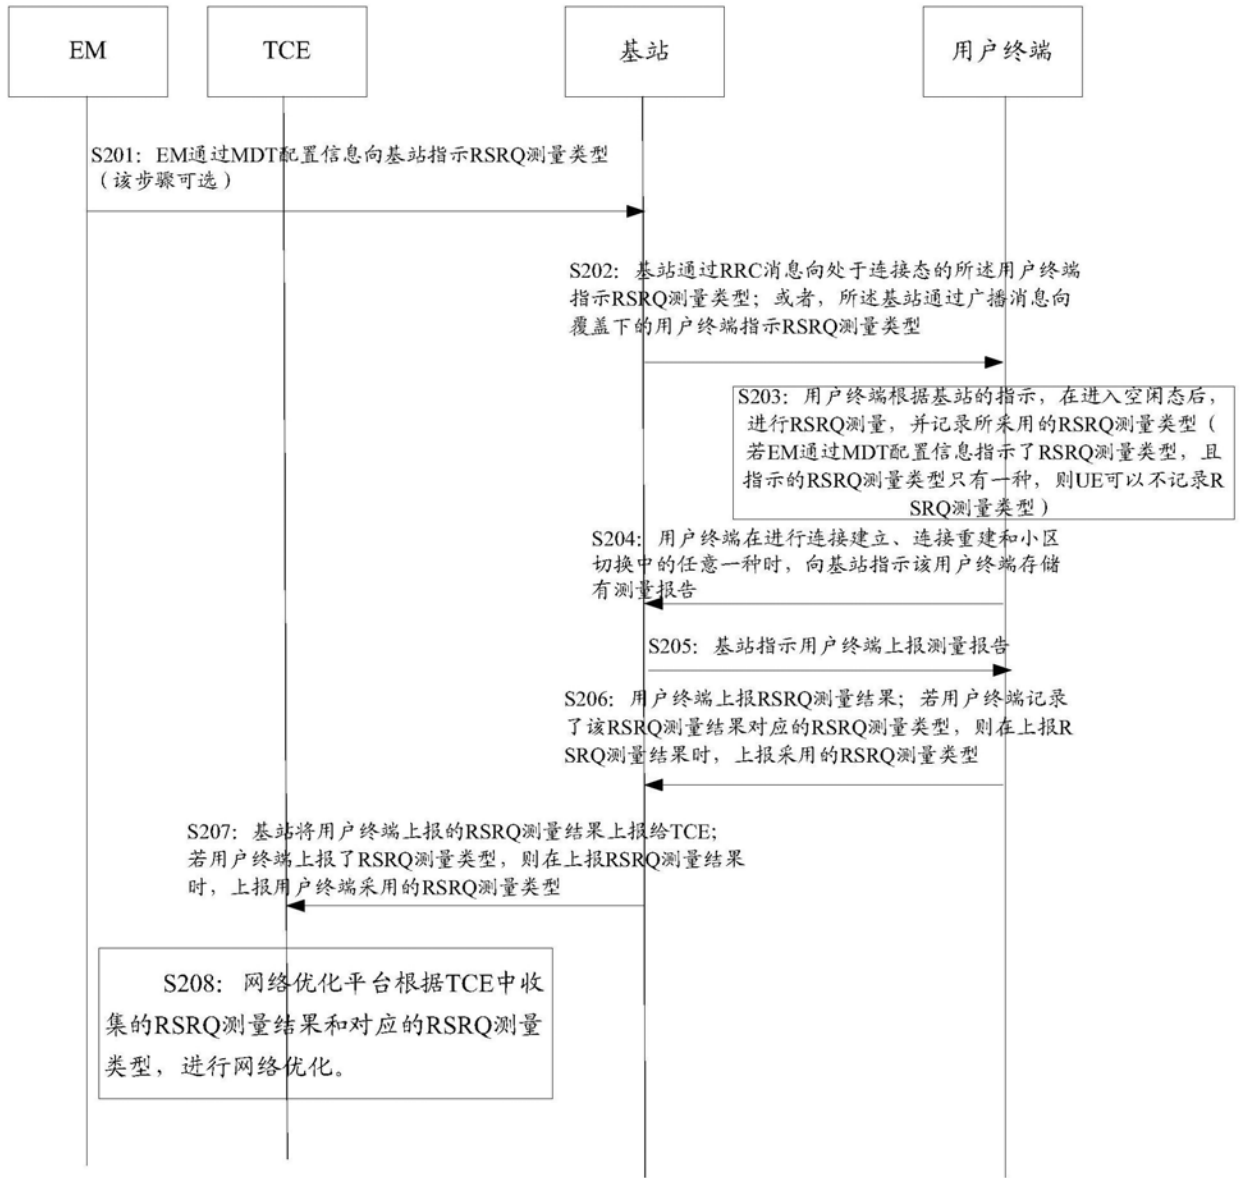 EM
TCE
基站
用户终端
S201：EM通过MDT配置信息向基站指示RSRQ测量类型
（该步骤可选）
S202：基站通过RRC消息向处于连接态的所述用户终端
指示RSRQ测量类型；或者，所述基站通过广播消息向
覆盖下的用户终端指示RSRQ测量类型
S203：用户终端根据基站的指示，在进入空闲态后，
进行RSRQ测量，并记录所采用的RSRQ测量类型（
若EM通过MDT配置信息指示了RSRQ测量类型，且
指示的RSRQ测量类型只有一种，则UE可以不记录R
SRQ测量类型）
S204：用户终端在进行连接建立、连接重建和小区
切换中的任意一种时，向基站指示该用户终端存储
有测量报告
S205：基站指示用户终端上报测量报告
S206：用户终端上报RSRQ测量结果；若用户终端记录
了该RSRQ测量结果对应的RSRQ测量类型，则在上报R
SRQ测量结果时，上报采用的RSRQ测量类型
S207：基站将用户终端上报的RSRQ测量结果上报给TCE；
若用户终端上报了RSRQ测量类型，则在上报RSRQ测量结果
时，上报用户终端采用的RSRQ测量类型
S208：网络优化平台根据TCE中收
集的RSRQ测量结果和对应的RSRQ测量
类型，进行网络优化。